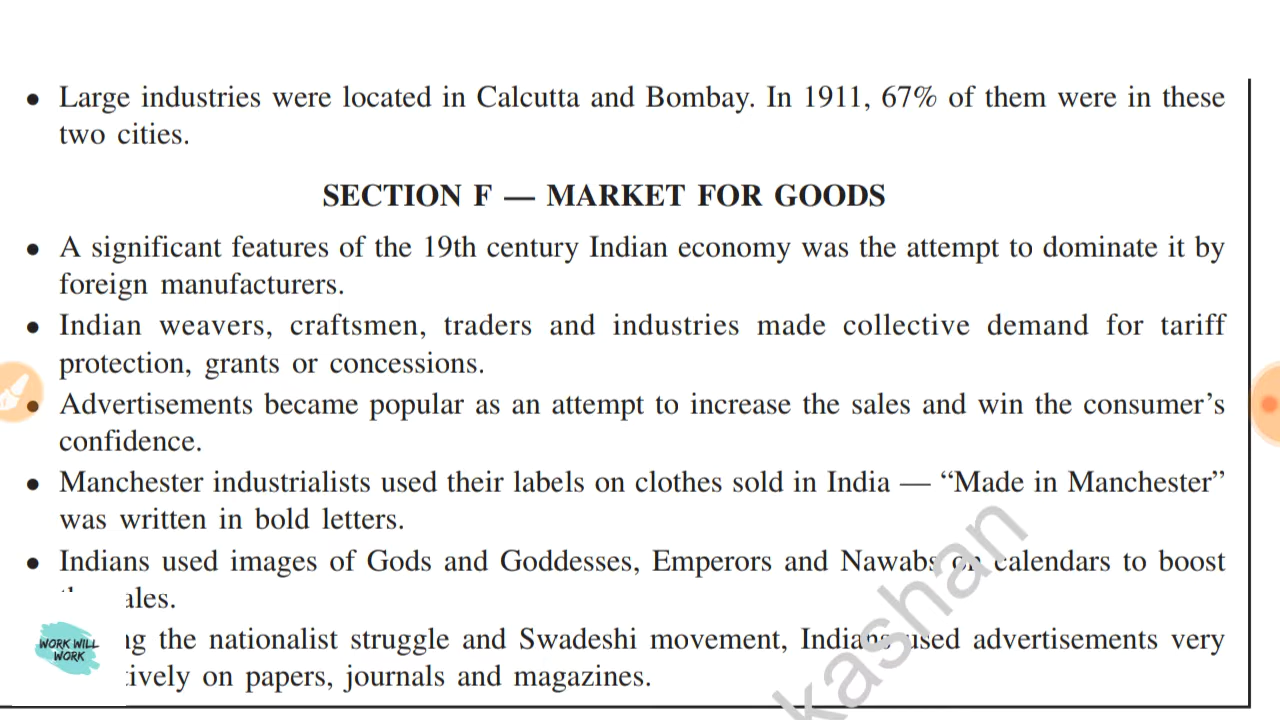 • Large industries were located in Calcutta and Bombay. In 1911, 67% of them were in these
two cities.
SECTION F — MARKET FOR GOODS
• A significant features of the 19th century Indian economy was the attempt to dominate it by
foreign manufacturers.
• Indian weavers, craftsmen, traders and industries made collective demand for tariff
protection, grants or concessions.
• Advertisements became popular as an attempt to increase the sales and win the consumer's
confidence.
• Manchester industrialists used their labels on clothes sold in India — “Made in Manchester”
was written in bold letters.
• Indians used images of Gods and Goddesses, Emperors and Nawabs on calendars to boost
ales.
g the nationalist struggle and Swadeshi movement, Indians used advertisements very
ively on papers, journals and magazines.
WORK WILL
WORK
kashan